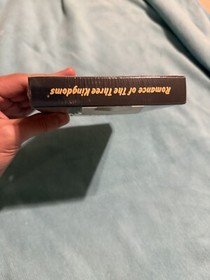 Romance of The Three Kingdoms